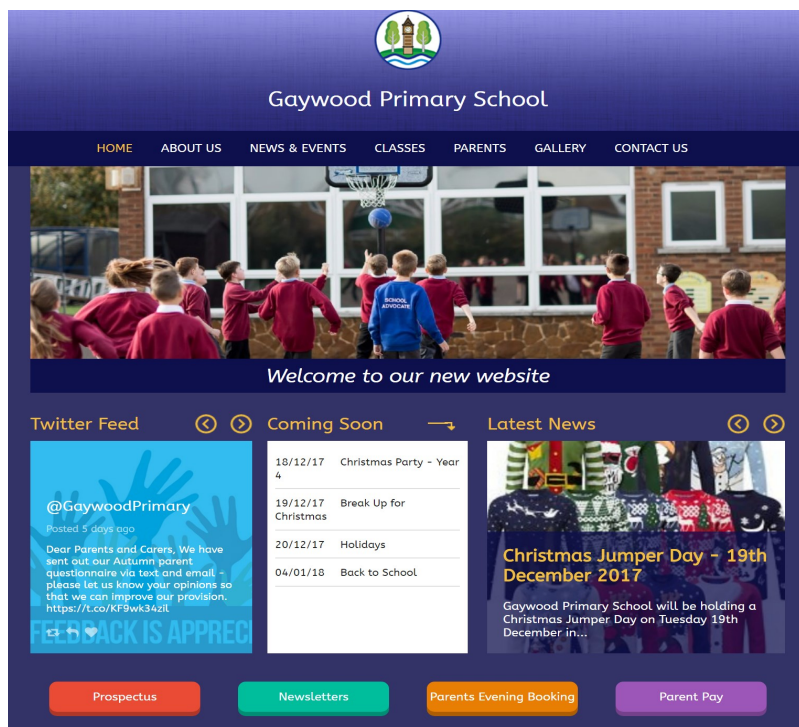 Gaywood Primary School
HOME ABOUT US NEWS & EVENTS CLASSES PARENTS GALLERY CONTACT US
SCHOOL
ADVOCATE
Welcome to our new website
Twitter Feed
@GaywoodPrimary
Posted 5 days ago
Dear Parents and Carers, We have
sent out our Autumn parent
questionnaire via text and email -
please let us know your opinions so
that we can improve our provision.
https://t.co/KF9wk34zil
FEEDBACK IS APPRECI
Coming Soon
18/12/17 Christmas Party - Year
4
19/12/17 Break Up for
Christmas
20/12/17 Holidays
04/01/18 Back to School
Latest News
Christmas Jumper Day - 19th
December 2017
Gaywood Primary School will be holding a
Christmas Jumper Day on Tuesday 19th
December in...
Prospectus Newsletters Parents Evening Booking Parent Pay